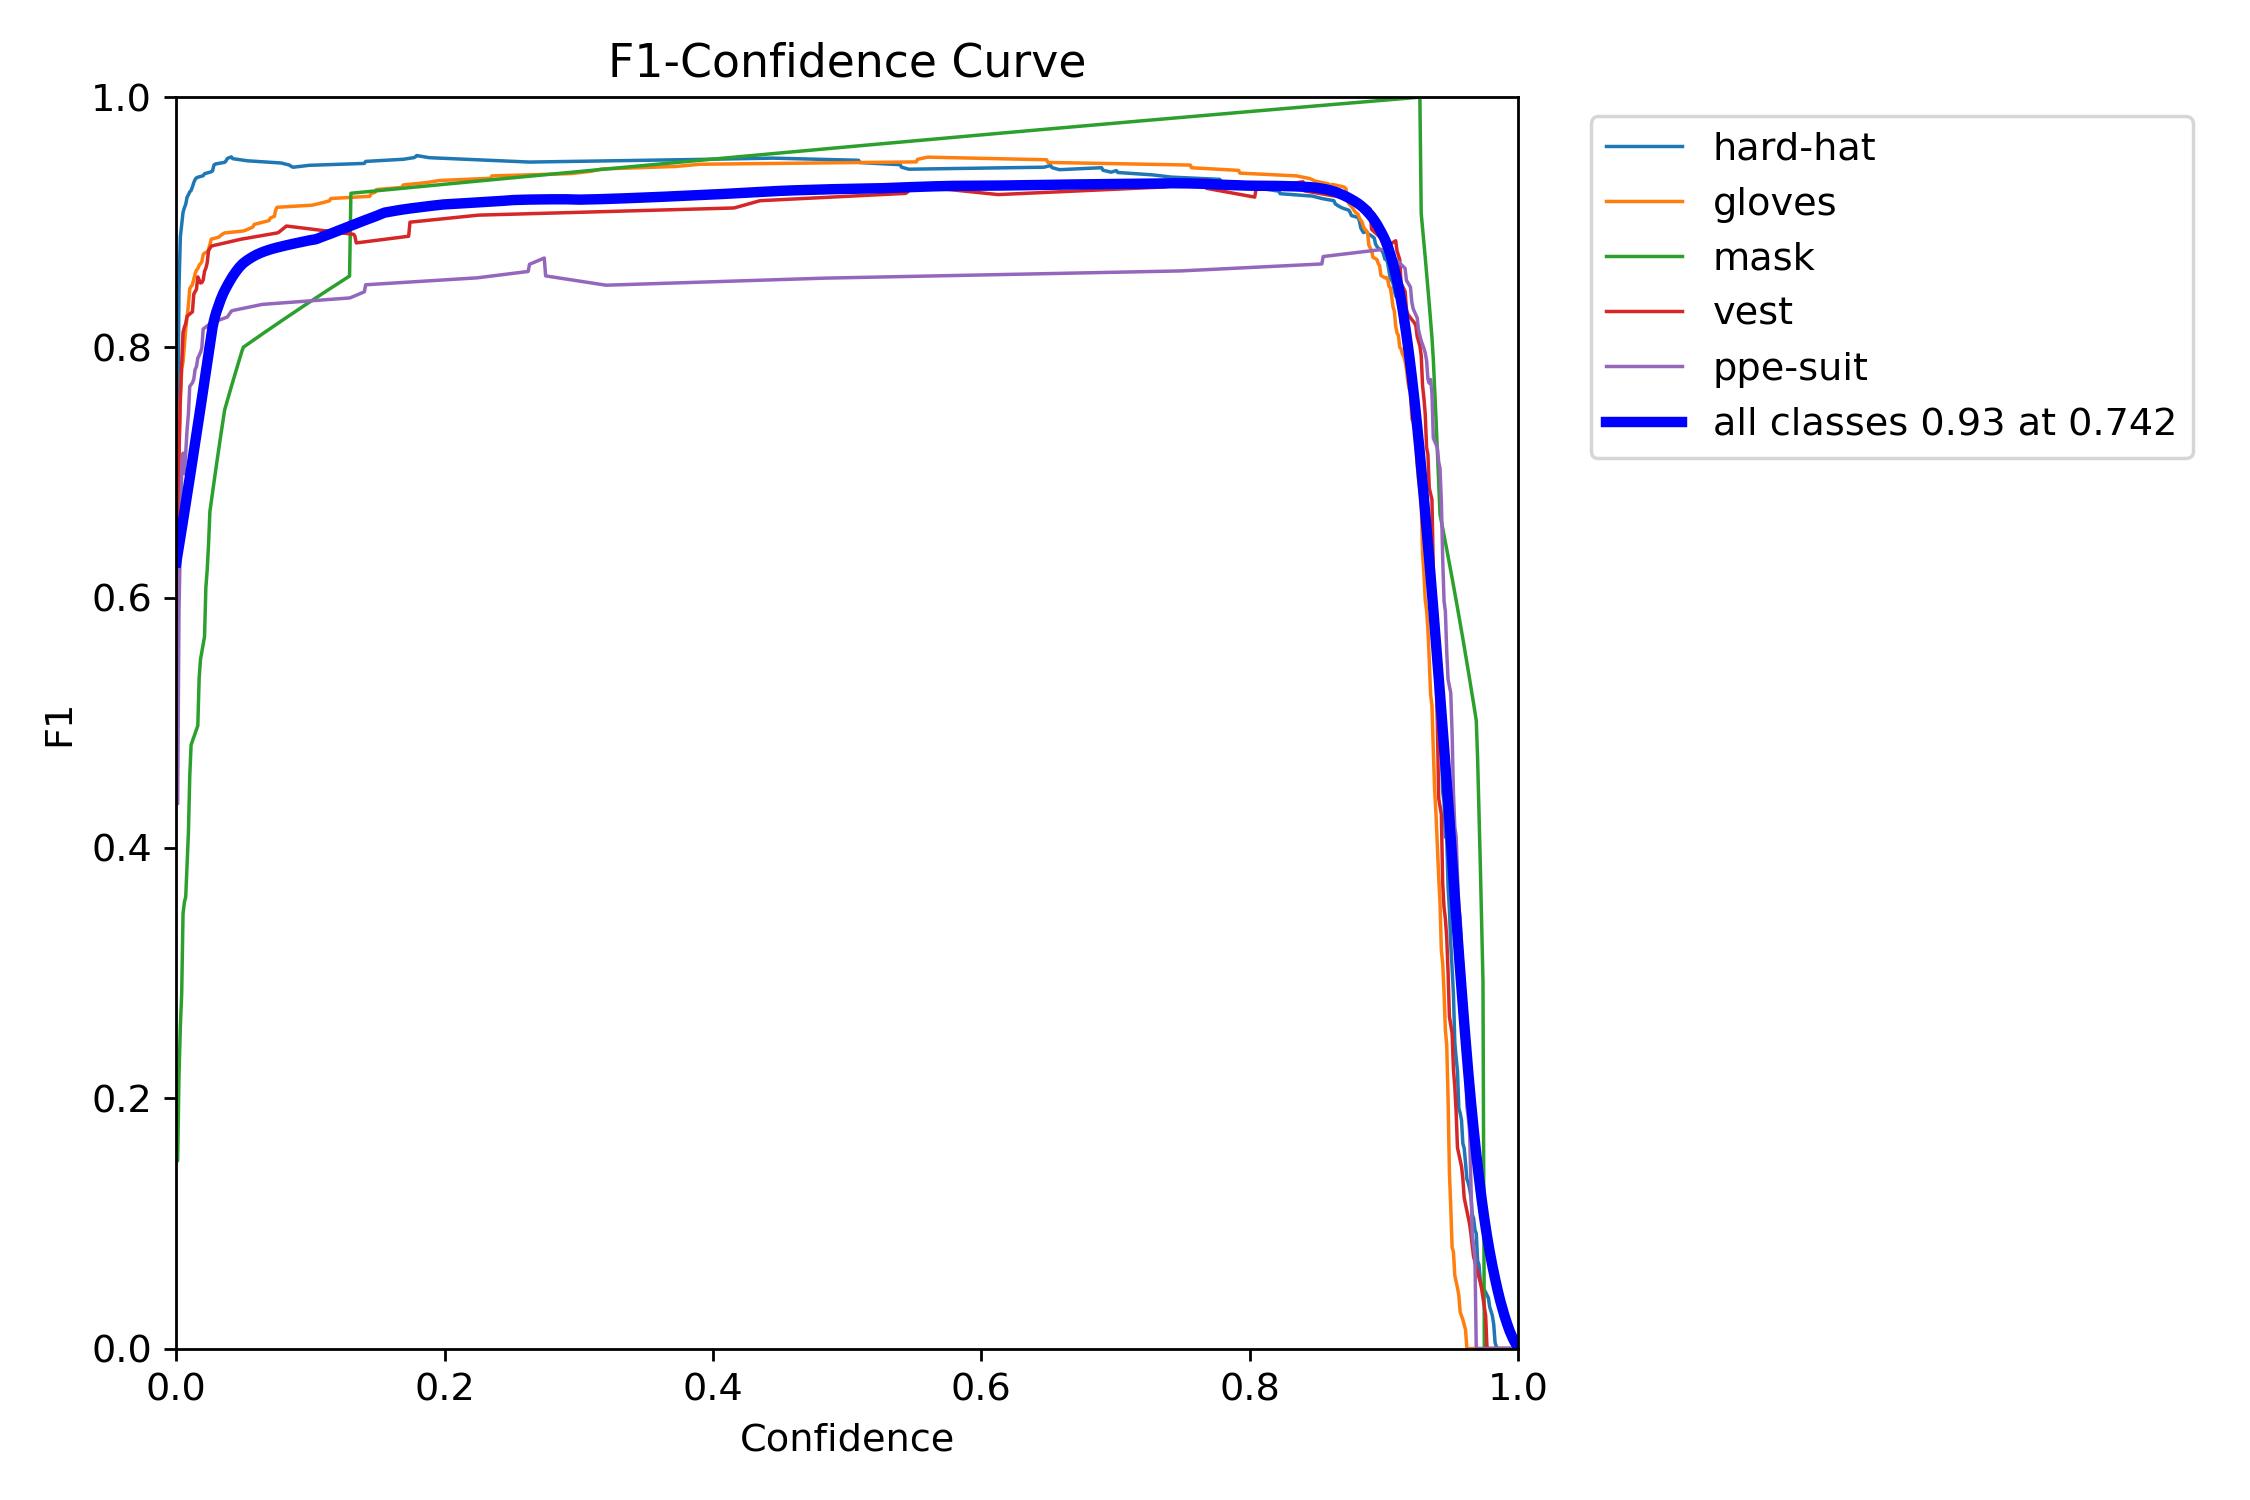 F1-Confidence Curve
1.0
0.8
0.6
0.4
0.2
0.0
F1
0.0 0.2 0.4 0.6 0.8 1.0
Confidence
hard-hat
gloves
mask
vest
ppe-suit
all classes 0.93 at 0.742